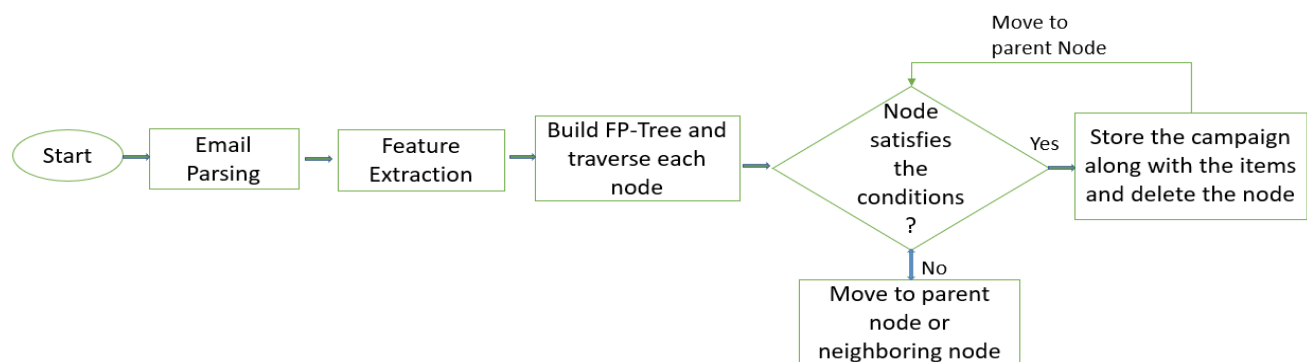 Start
Email
Parsing
Feature
Extraction
Build FP-Tree and
traverse each
node
Node
satisfies
the
conditions
?
Yes
Store the campaign
along with the items
and delete the node
Move to
parent Node
No
Move to parent
node or
neighboring node